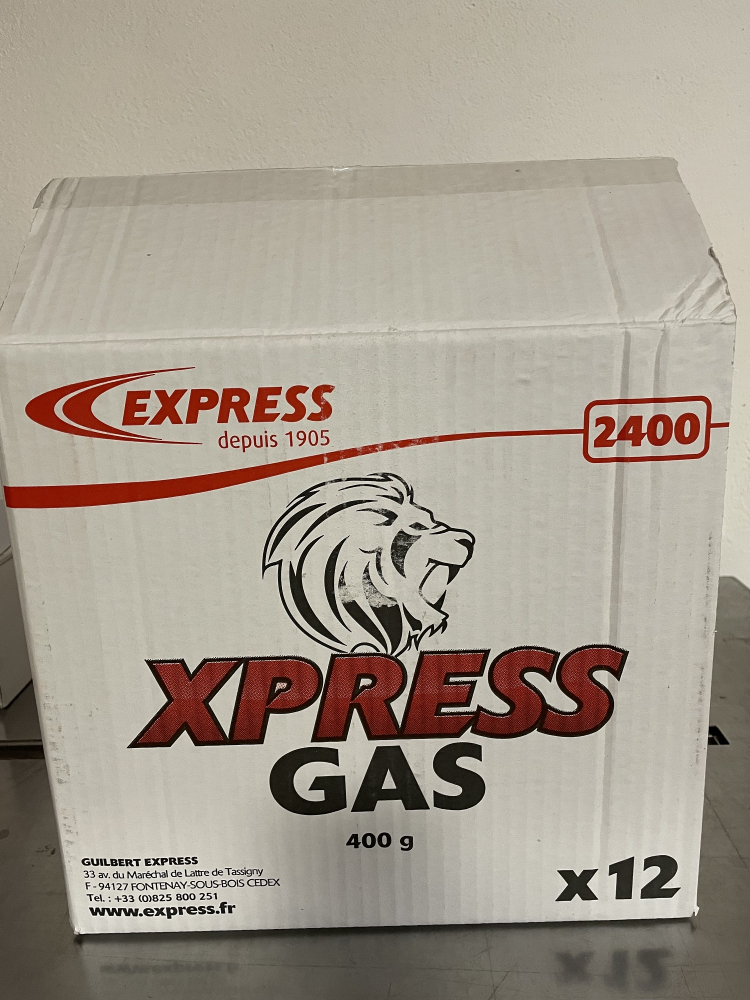 EXPRESS
depuis 1905
2400
XPRESS
GAS
400 g
GUILBERT EXPRESS
33 av. du Maréchal de Lattre de Tassigny
F - 94127 FONTENAY-SOUS-BOIS CEDEX
Tel. : +33 (0)825 800 251
www.express.fr
x12